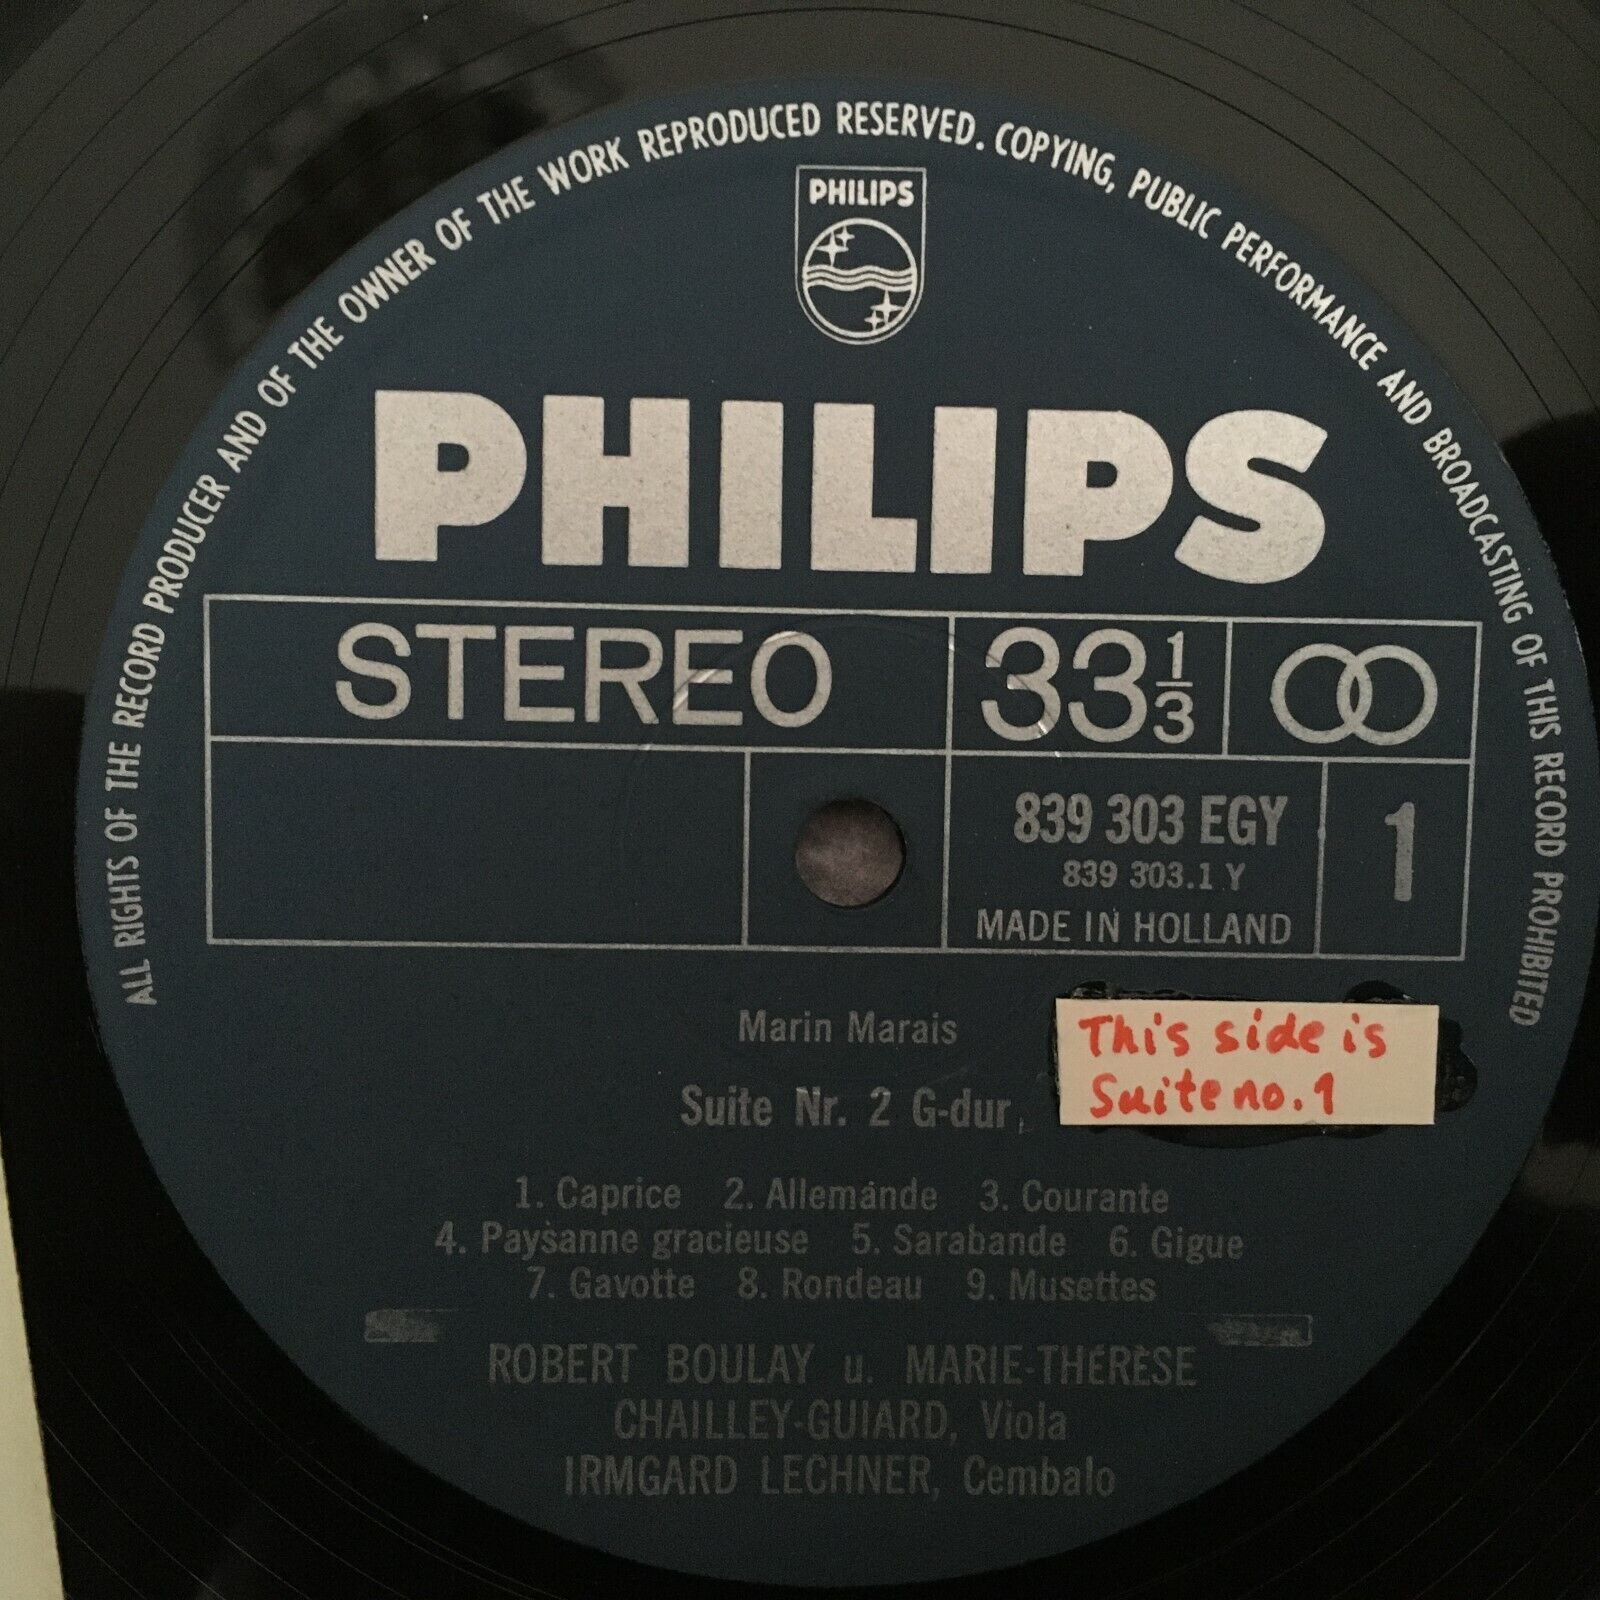 ALL RIGHTS OF THE RECORD PRODUCER AND OF THE OWNER OF THE WORK REPRODUCED RESERVED. COPYING, PUBLIC PERFORMANCE AND BROADCASTING OF THIS RECORD PROHIBITED
PHILIPS
PHILIPS
STEREO 33 1/3
839 303 EGY 1
839 303.1 Y
MADE IN HOLLAND
Marin Marais
This side is
Suite no. 1
Suite Nr. 2 G-dur,
1. Caprice 2. Allemánde 3. Courante
4. Paysanne gracieuse 5. Sarabande 6. Gigue
7. Gavotte 8. Rondeau 9. Musettes
ROBERT BOULAY u. MARIE-THÉRÈSE
CHAILLEY-GUIARD, Viola
IRMGARD LECHNER, Cembalo